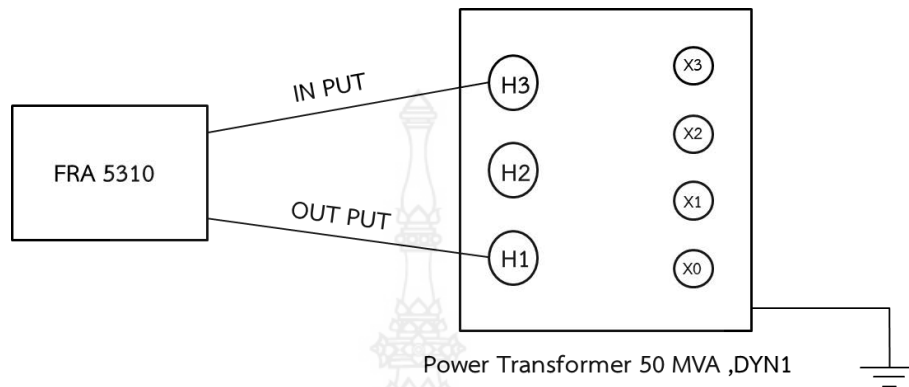 IN PUT
H3
X3
FRA 5310
H2
X2
OUT PUT
X1
H1
X0
Power Transformer 50 MVA ,DYN1